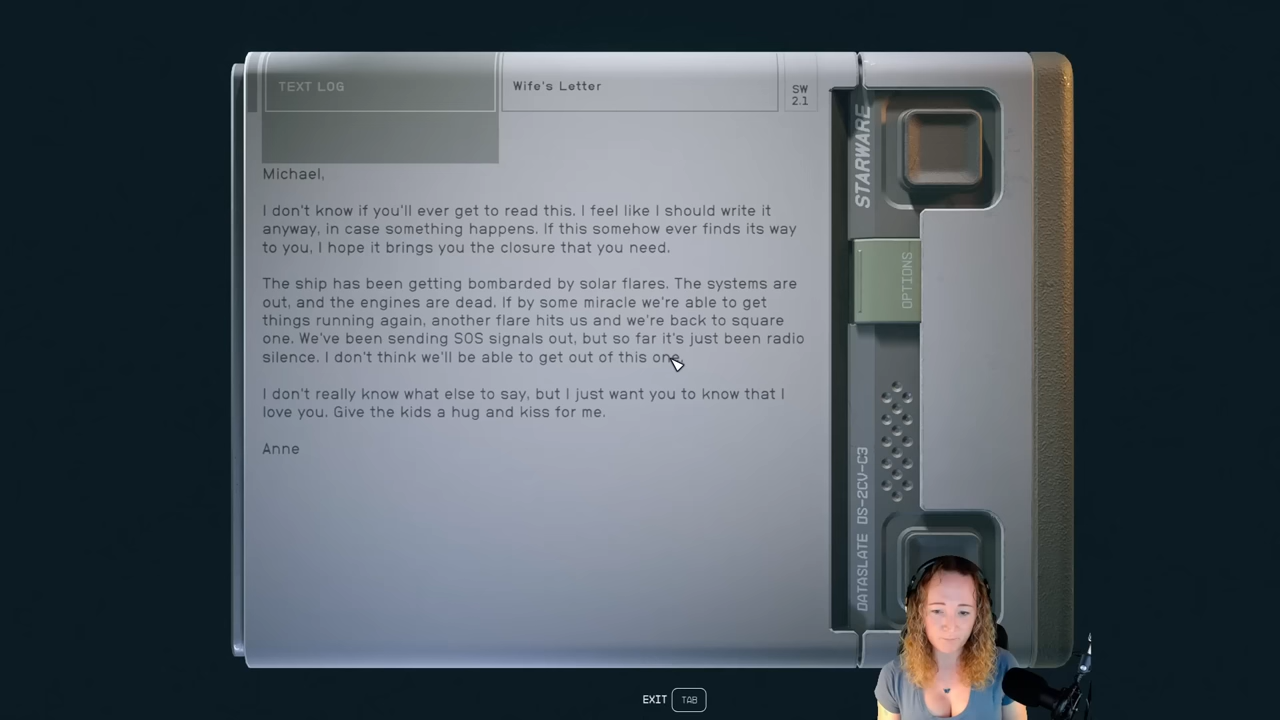 TEXT LOG
Wife's Letter
SW
2.1
Michael,
I don't know if you'll ever get to read this. I feel like I should write it
anyway, in case something happens. If this somehow ever finds its way
to you, I hope it brings you the closure that you need.
The ship has been getting bombarded by solar flares. The systems are
out, and the engines are dead. If by some miracle we're able to get
things running again, another flare hits us and we're back to square
one. We've been sending SOS signals out, but so far it's just been radio
silence. I don't think we'll be able to get out of this one.
I don't really know what else to say, but I just want you to know that I
love you. Give the kids a hug and kiss for me.
Anne
STARWARE
OPTIONS
DATASLATE DS-2CV-C3
EXIT TAB